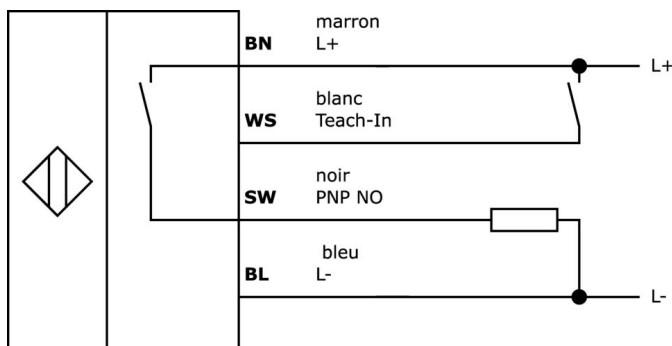 marron
BN L+
L+
blanc
WS Teach-In
noir
SW PNP NO
bleu
BL L-
L-